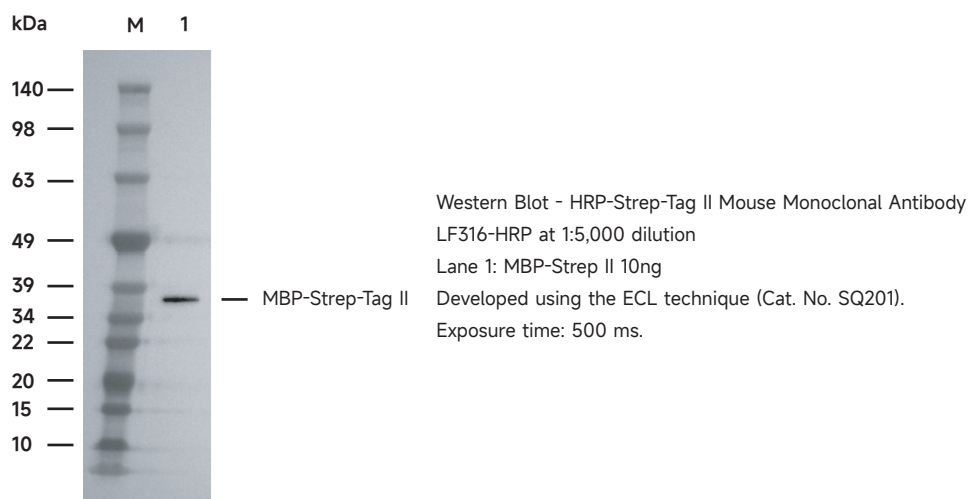 kDa M 1
140
98
63
49
39
34
22
20
15
10
MBP-Strep-Tag II
Western Blot - HRP-Strep-Tag II Mouse Monoclonal Antibody
LF316-HRP at 1:5,000 dilution
Lane 1: MBP-Strep II 10ng
Developed using the ECL technique (Cat. No. SQ201).
Exposure time: 500 ms.